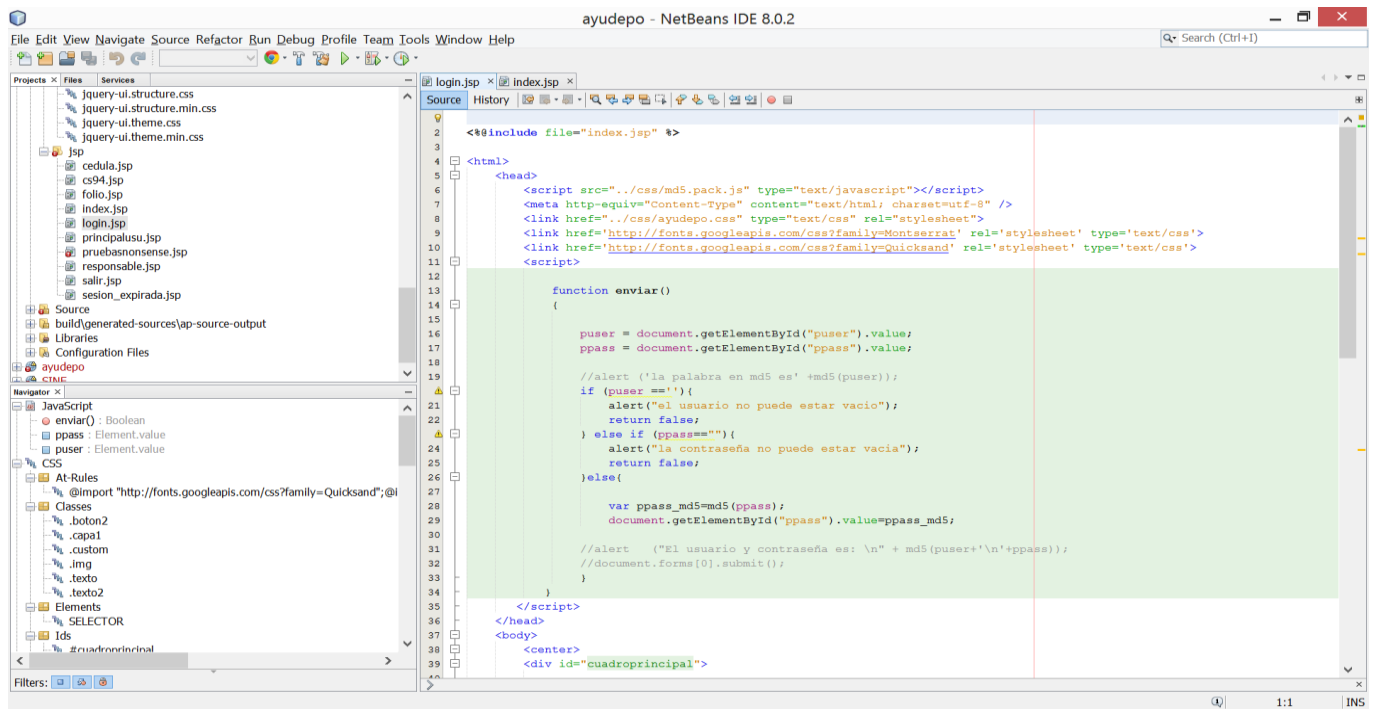 ayudepo - NetBeans IDE 8.0.2
File Edit View Navigate Source Refactor Run Debug Profile Team Tools Window Help
Search (Ctrl+I)
Projects Files Services
jquery-ui.structure.css
jquery-ui.structure.min.css
jquery-ui.theme.css
jquery-ui.theme.min.css
jsp
cedula.jsp
cs94.jsp
folio.jsp
index.jsp
login.jsp
principalusu.jsp
pruebasnonsense.jsp
responsable.jsp
salir.jsp
sesion_expirada.jsp
Source
build\generated-sources\ap-source-output
Libraries
Configuration Files
ayudepo
SINE
Navigator
JavaScript
enviar() : Boolean
ppass : Element.value
puser : Element.value
CSS
At-Rules
@import "http://fonts.googleapis.com/css?family=Quicksand";@i
Classes
.boton2
.capa1
.custom
.img
.texto
.texto2
Elements
SELECTOR
Ids
#cuadroprincipal
Filters:
login.jsp index.jsp
Source History
2 <%@include file="index.jsp" %>
3
4 <html>
5 <head>
6 <script src="../css/md5.pack.js" type="text/javascript"></script>
7 <meta http-equiv="Content-Type" content="text/html; charset=utf-8" />
8 <link href="../css/ayudepo.css" type="text/css" rel="stylesheet">
9 <link href='http://fonts.googleapis.com/css?family=Montserrat' rel='stylesheet' type='text/css'>
10 <link href='http://fonts.googleapis.com/css?family=Quicksand' rel='stylesheet' type='text/css'>
11 <script>
12
13 function enviar()
14 {
15
16 puser = document.getElementById("puser").value;
17 ppass = document.getElementById("ppass").value;
18
19 //alert ('la palabra en md5 es' +md5(puser));
if (puser ==''){
21 alert("el usuario no puede estar vacio");
22 return false;
} else if (ppass==""){
24 alert("la contraseña no puede estar vacia");
25 return false;
26 }else{
27
28 var ppass_md5=md5(ppass);
29 document.getElementById("ppass").value=ppass_md5;
30
31 //alert ("El usuario y contraseña es: \n" + md5(puser+'\n'+ppass));
32 //document.forms[0].submit();
33 }
34 }
35 </script>
36 </head>
37 <body>
38 <center>
39 <div id="cuadroprincipal">
1:1 INS